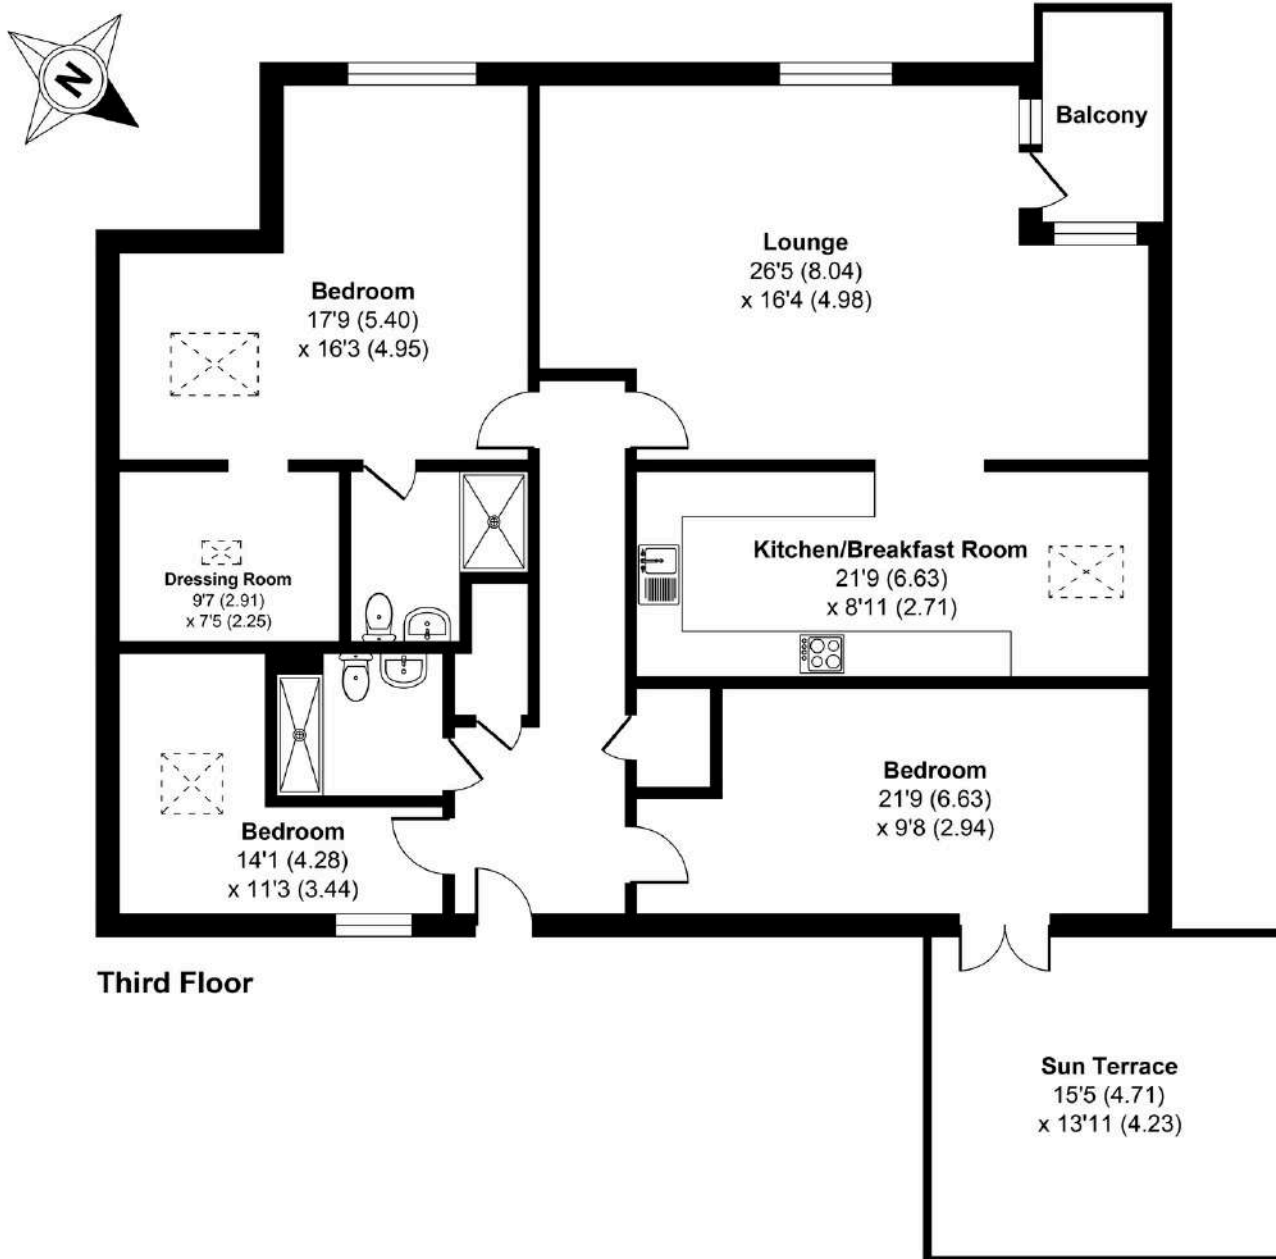 N
Balcony
Lounge
26'5 (8.04)
x 16'4 (4.98)
Bedroom
17'9 (5.40)
x 16'3 (4.95)
Kitchen/Breakfast Room
21'9 (6.63)
x 8'11 (2.71)
Dressing Room
9'7 (2.91)
x 7'5 (2.25)
Bedroom
21'9 (6.63)
x 9'8 (2.94)
Bedroom
14'1 (4.28)
x 11'3 (3.44)
Third Floor
Sun Terrace
15'5 (4.71)
x 13'11 (4.23)